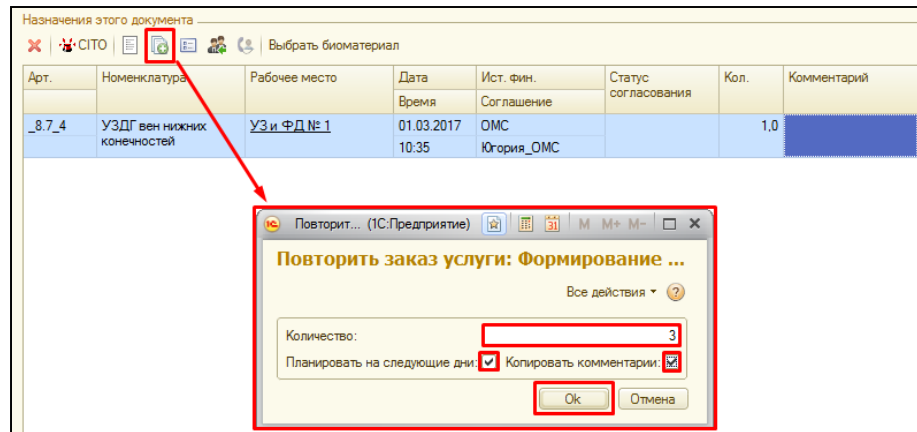 Назначения этого документа
CITO Выбрать биоматериал
Арт. Номенклатура Рабочее место Дата Ист. фин. Статус согласования Кол. Комментарий
Время Соглашение
_8.7_4 УЗДГ вен нижних конечностей УЗ и ФД № 1 01.03.2017 ОМС 1,0
10:35 Югория_ОМС
Повторит... (1С:Предприятие) M M+ M-
Повторить заказ услуги: Формирование ...
Все действия
Количество: 3
Планировать на следующие дни: Копировать комментарии:
Ok Отмена